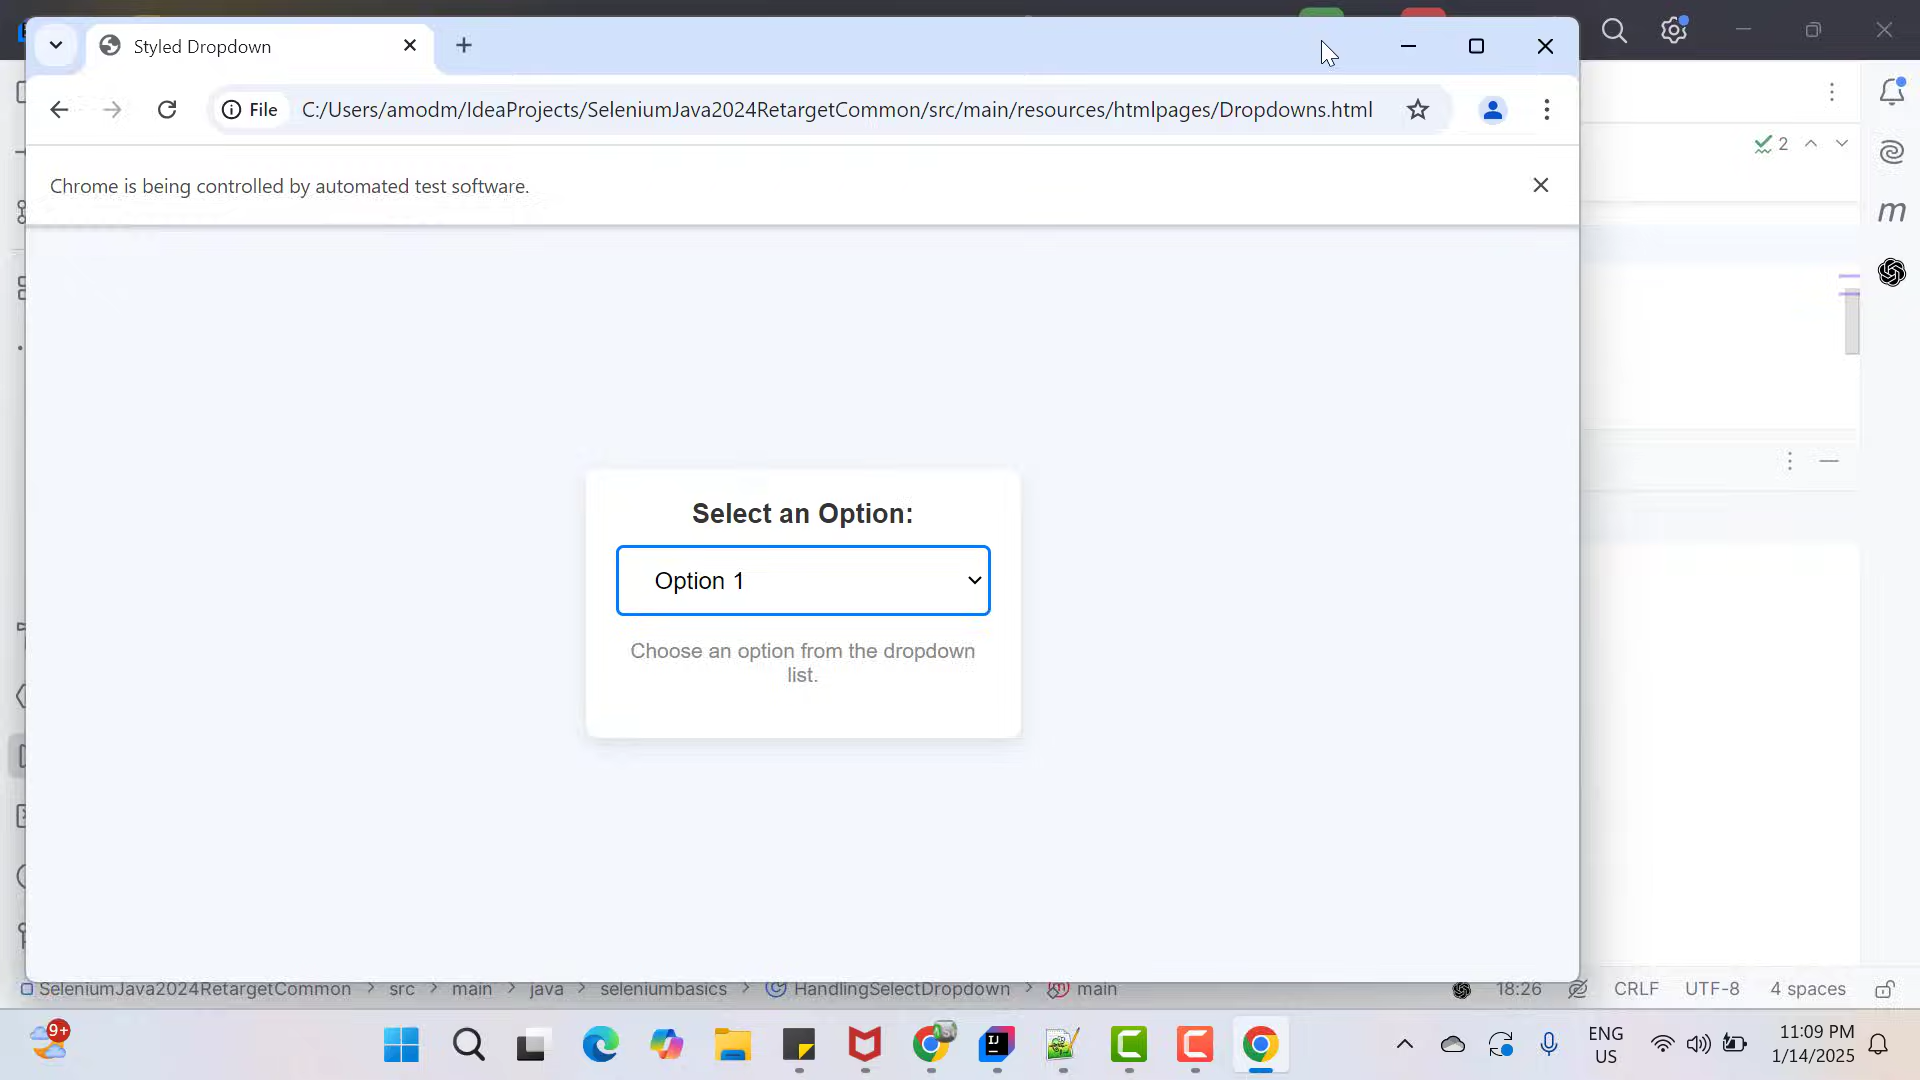 Styled Dropdown
File
C:/Users/amodm/IdeaProjects/SeleniumJava2024RetargetCommon/src/main/resources/htmlpages/Dropdowns.html
Chrome is being controlled by automated test software.
2
m
Select an Option:
Option 1
Choose an option from the dropdown
list.
SeleniumJava2024RetargetCommon > src > main > java > seleniumbasics > HandlingSelectDropdown > main
18:26 CRLF UTF-8 4 spaces
9+
ENG
US
11:09 PM
1/14/2025